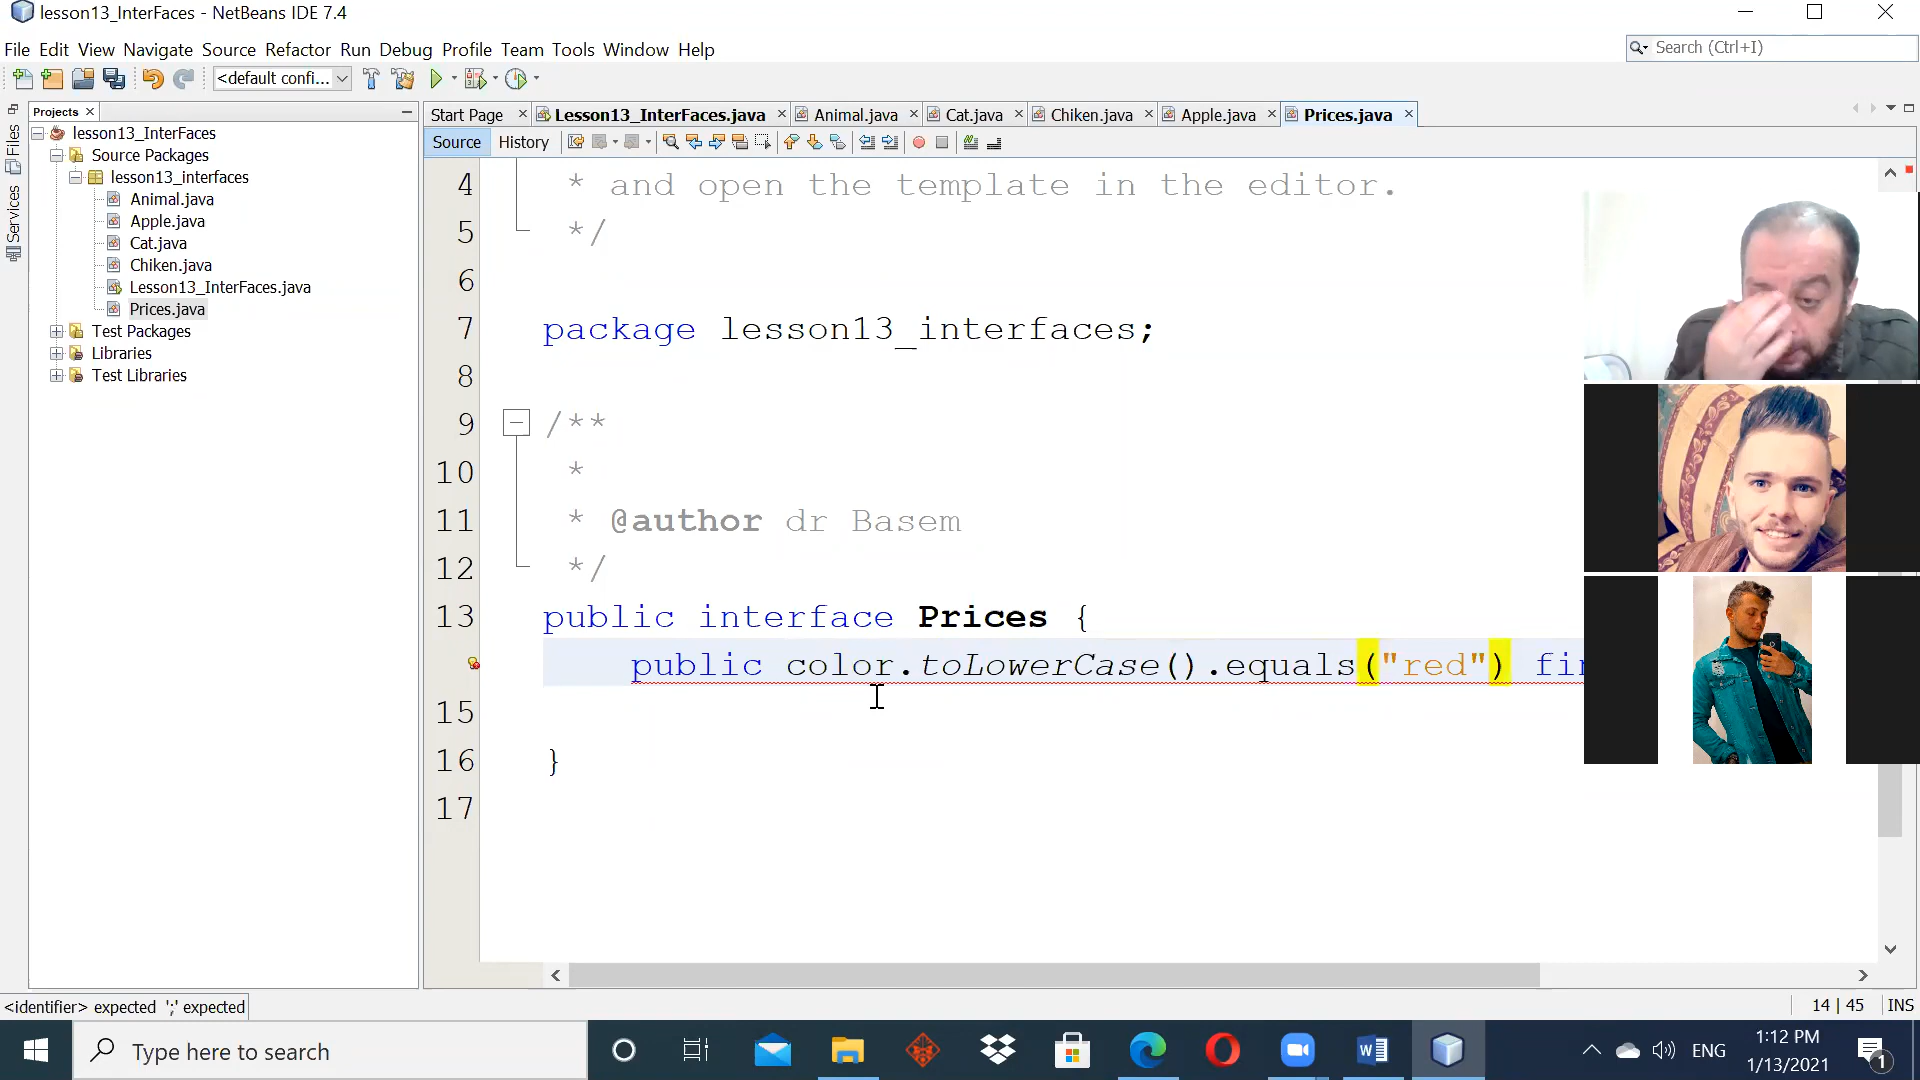 lesson13_InterFaces - NetBeans IDE 7.4
File Edit View Navigate Source Refactor Run Debug Profile Team Tools Window Help
Search (Ctrl+I)
<default confi...
Projects
Start Page Lesson13_InterFaces.java Animal.java Cat.java Chiken.java Apple.java Prices.java
Source History
Files
Services
lesson13_InterFaces
Source Packages
lesson13_interfaces
Animal.java
Apple.java
Cat.java
Chiken.java
Lesson13_InterFaces.java
Prices.java
Test Packages
Libraries
Test Libraries
4 * and open the template in the editor.
5 */
6
7 package lesson13_interfaces;
8
9 /**
10 *
11 * @author dr Basem
12 */
13 public interface Prices {
public color.toLowerCase().equals("red") fin
15
16 }
17
<identifier> expected ';' expected
14 | 45 INS
Type here to search
ENG
1:12 PM
1/13/2021
1